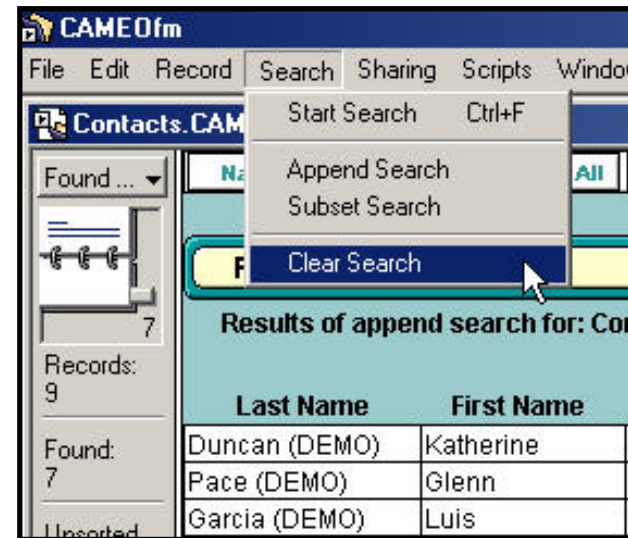 CAMEOfm
File Edit Record Search Sharing Scripts
Contacts.CAM
Start Search Ctrl+F
Append Search
Subset Search
Clear Search
Found ...
All
7
Results of append search for:
Records:
9
Last Name First Name
Found:
7
Duncan (DEMO) Katherine
Pace (DEMO) Glenn
Garcia (DEMO) Luis
Unsorted